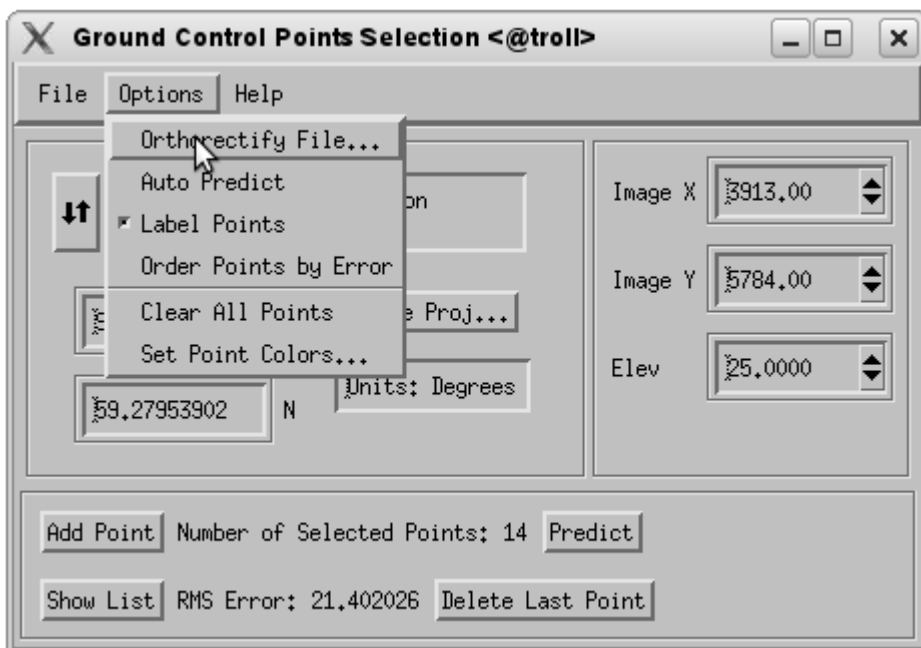 Ground Control Points Selection <@troll>
File Options Help
Orthorectify File...
Auto Predict
Label Points
Order Points by Error
Clear All Points
Set Point Colors...
on
Proj...
59.27953902 N
Units: Degrees
Image X 3913.00
Image Y 5784.00
Elev 25.0000
Add Point Number of Selected Points: 14 Predict
Show List RMS Error: 21.402026 Delete Last Point